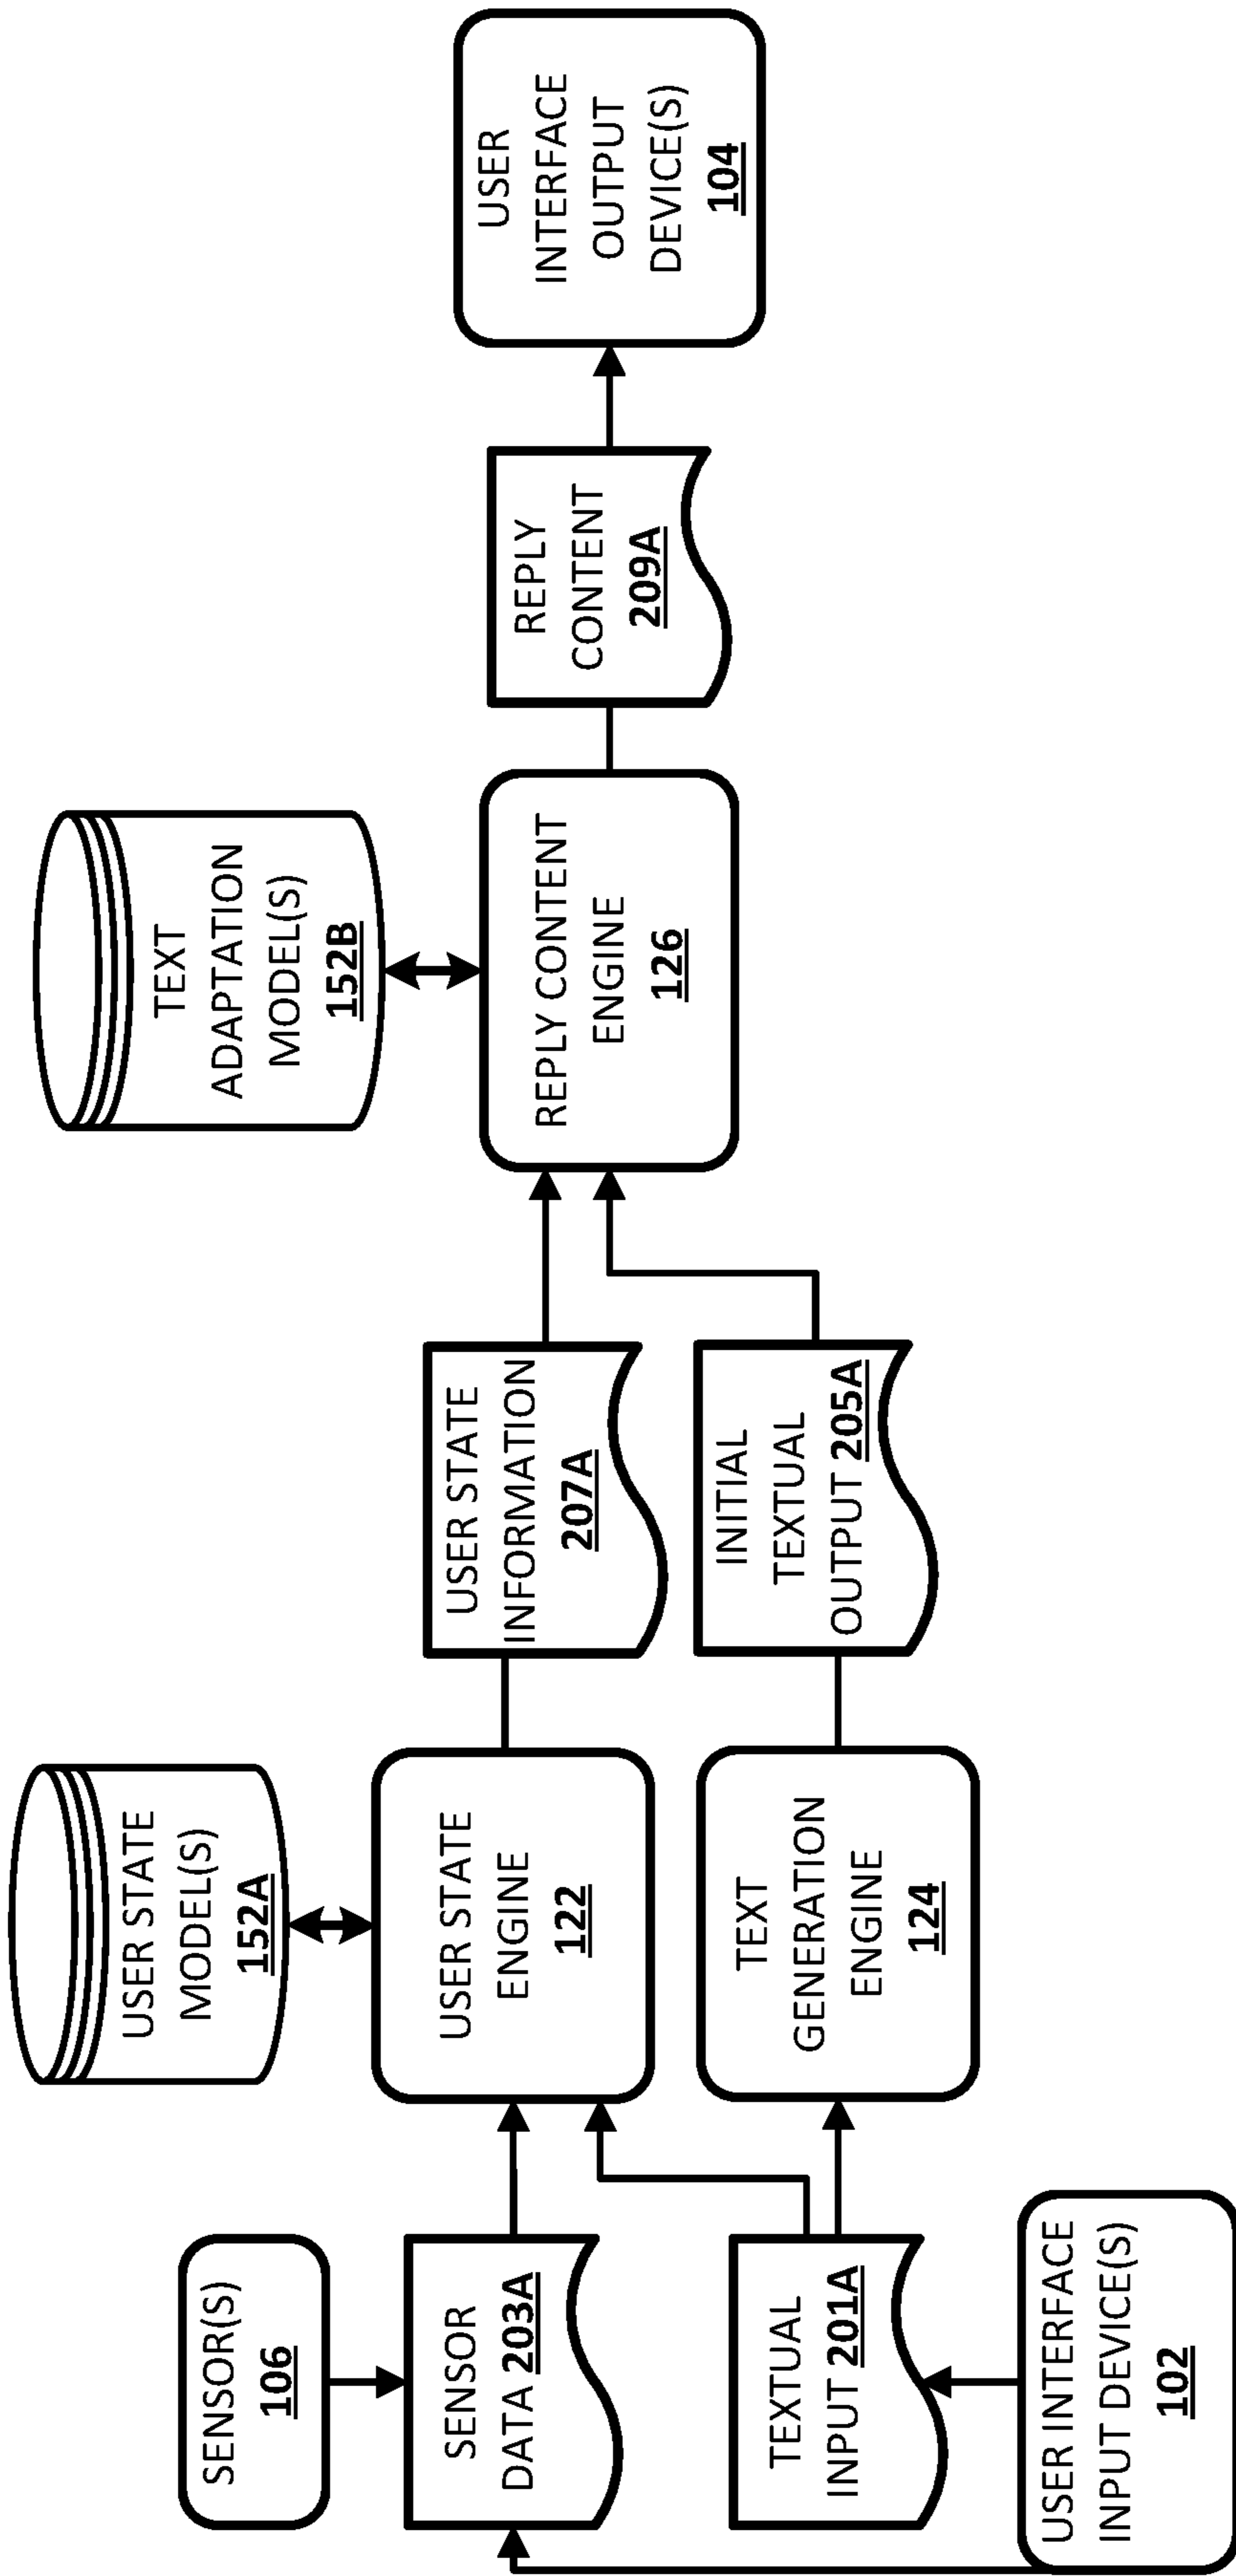 SENSOR(S)
106
SENSOR
DATA 203A
TEXTUAL
INPUT 201A
USER INTERFACE
INPUT DEVICE(S)
102
USER STATE
MODEL(S)
152A
USER STATE
ENGINE
122
TEXT
GENERATION
ENGINE
124
USER STATE
INFORMATION
207A
INITIAL
TEXTUAL
OUTPUT 205A
TEXT
ADAPTATION
MODEL(S)
152B
REPLY CONTENT
ENGINE
126
REPLY
CONTENT
209A
USER
INTERFACE
OUTPUT
DEVICE(S)
104